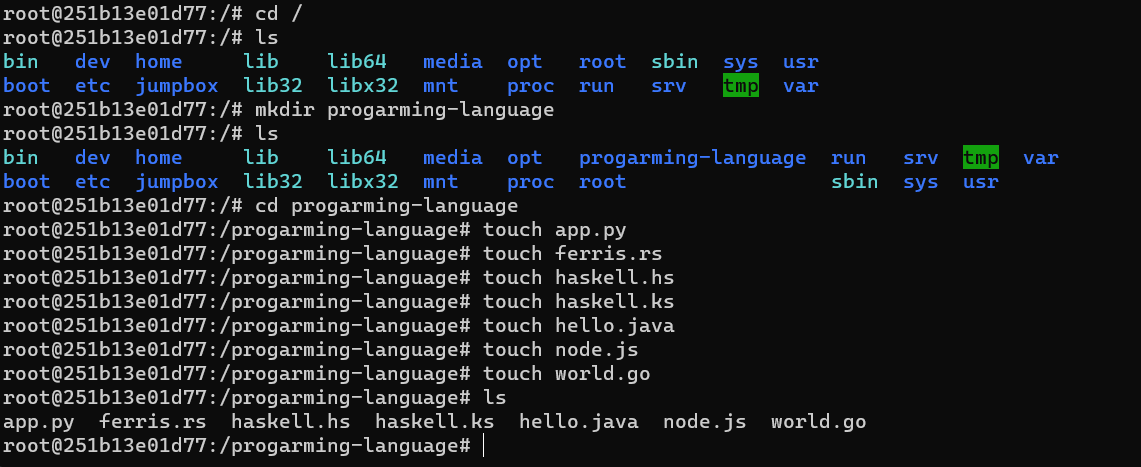 root@251b13e01d77:/# cd /
root@251b13e01d77:/# ls
bin   dev  home      lib    lib64   media  opt   root  sbin  sys  usr
boot  etc  jumpbox  lib32  libx32  mnt    proc  run   srv   tmp  var
root@251b13e01d77:/# mkdir progarming-language
root@251b13e01d77:/# ls
bin   dev  home      lib    lib64   media  opt   progarming-language  run   srv  tmp  var
boot  etc  jumpbox  lib32  libx32  mnt    proc  root                 sbin  sys  usr
root@251b13e01d77:/# cd progarming-language
root@251b13e01d77:/progarming-language# touch app.py
root@251b13e01d77:/progarming-language# touch ferris.rs
root@251b13e01d77:/progarming-language# touch haskell.hs
root@251b13e01d77:/progarming-language# touch haskell.ks
root@251b13e01d77:/progarming-language# touch hello.java
root@251b13e01d77:/progarming-language# touch node.js
root@251b13e01d77:/progarming-language# touch world.go
root@251b13e01d77:/progarming-language# ls
app.py  ferris.rs  haskell.hs  haskell.ks  hello.java  node.js  world.go
root@251b13e01d77:/progarming-language#